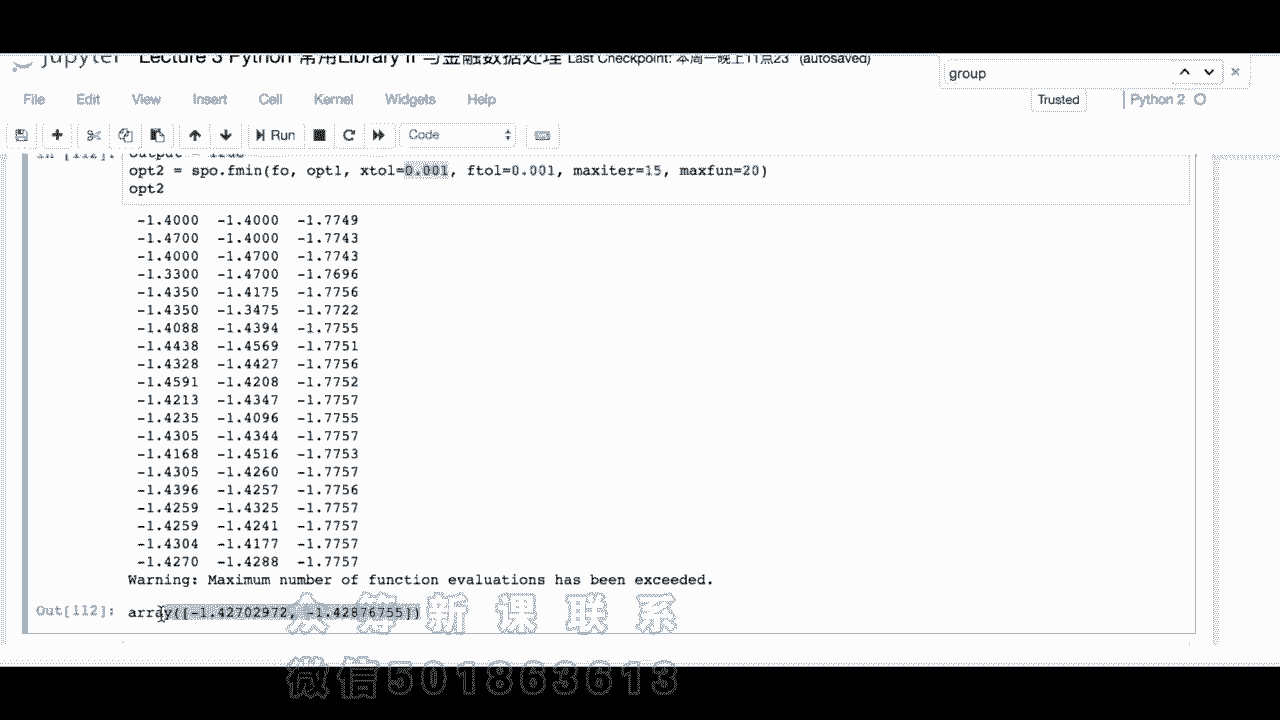 jupyter Lecture 3 Python 常用Library II 与金融数据处理 Last Checkpoint: 本周一晚上11点23 (autosaved)
group
File Edit View Insert Cell Kernel Widgets Help
Trusted Python 2
Run Code
In [112]: output = True
opt2 = spo.fmin(fo, opt1, xtol=0.001, ftol=0.001, maxiter=15, maxfun=20)
opt2
-1.4000 -1.4000 -1.7749
-1.4700 -1.4000 -1.7743
-1.4000 -1.4700 -1.7743
-1.3300 -1.4700 -1.7696
-1.4350 -1.4175 -1.7756
-1.4350 -1.3475 -1.7722
-1.4088 -1.4394 -1.7755
-1.4438 -1.4569 -1.7751
-1.4328 -1.4427 -1.7756
-1.4591 -1.4208 -1.7752
-1.4213 -1.4347 -1.7757
-1.4235 -1.4096 -1.7755
-1.4305 -1.4344 -1.7757
-1.4168 -1.4516 -1.7753
-1.4305 -1.4260 -1.7757
-1.4396 -1.4257 -1.7756
-1.4259 -1.4325 -1.7757
-1.4259 -1.4241 -1.7757
-1.4304 -1.4177 -1.7757
-1.4270 -1.4288 -1.7757
Warning: Maximum number of function evaluations has been exceeded.
Out[112]: array([-1.42702972, -1.42876755])
众筹新课联系
微信501863613